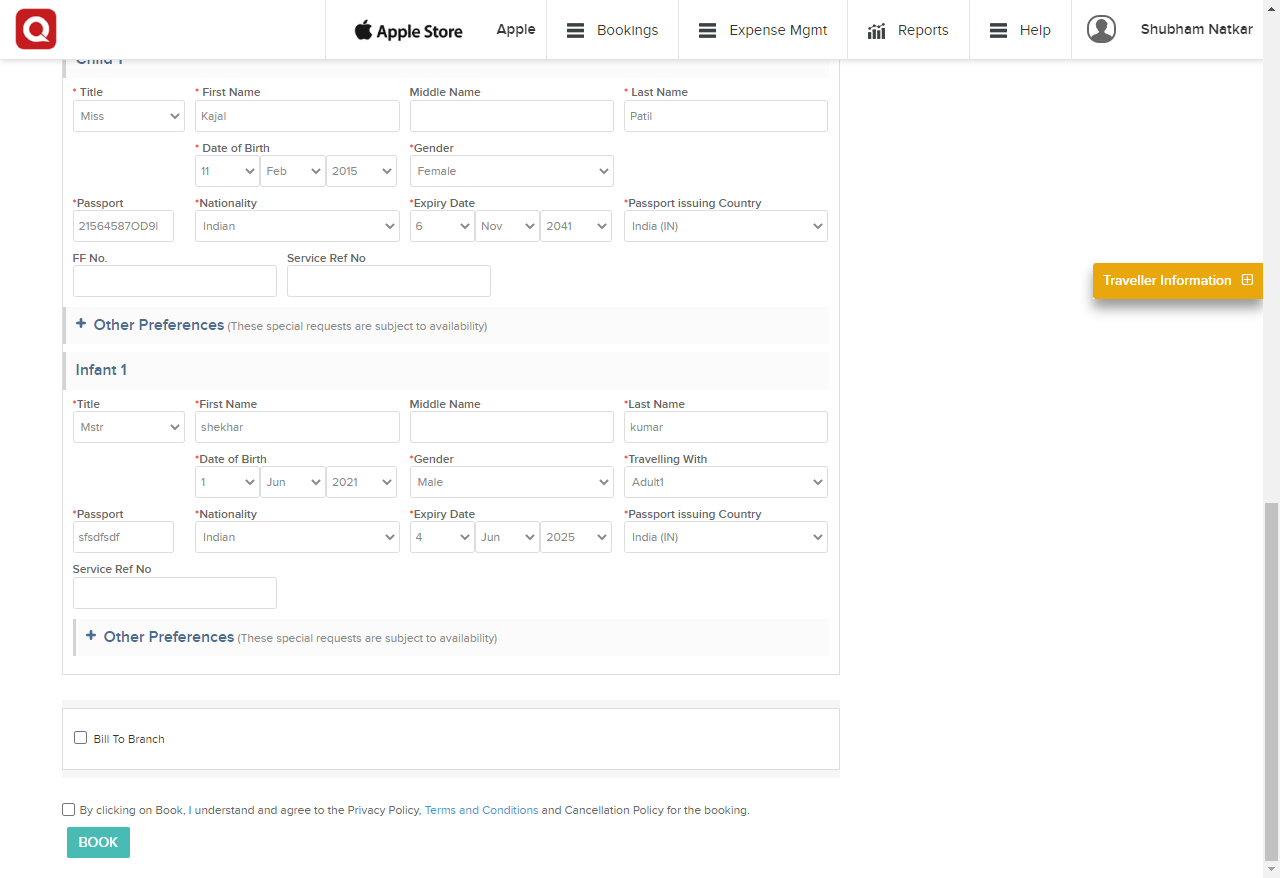 Q Apple Store Apple Bookings Expense Mgmt Reports Help Shubham Natkar
Child 1
* Title * First Name Middle Name * Last Name
Miss Kajal Patil
* Date of Birth *Gender
11 Feb 2015 Female
*Passport *Nationality *Expiry Date *Passport issuing Country
21564587OD9I Indian 6 Nov 2041 India (IN)
FF No. Service Ref No
Traveller Information
+ Other Preferences (These special requests are subject to availability)
Infant 1
*Title *First Name Middle Name *Last Name
Mstr shekhar kumar
*Date of Birth *Gender *Travelling With
1 Jun 2021 Male Adult1
*Passport *Nationality *Expiry Date *Passport issuing Country
sfsdfsdf Indian 4 Jun 2025 India (IN)
Service Ref No
+ Other Preferences (These special requests are subject to availability)
Bill To Branch
By clicking on Book, I understand and agree to the Privacy Policy, Terms and Conditions and Cancellation Policy for the booking.
BOOK